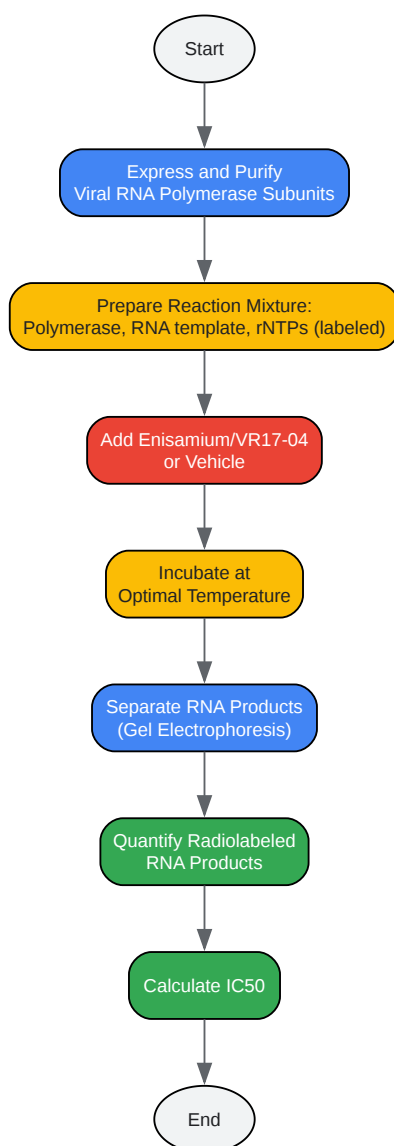 Start
Express and Purify
Viral RNA Polymerase Subunits
Prepare Reaction Mixture:
Polymerase, RNA template, rNTPs (labeled)
Add Enisamium/VR17-04
or Vehicle
Incubate at
Optimal Temperature
Separate RNA Products
(Gel Electrophoresis)
Quantify Radiolabeled
RNA Products
Calculate IC50
End